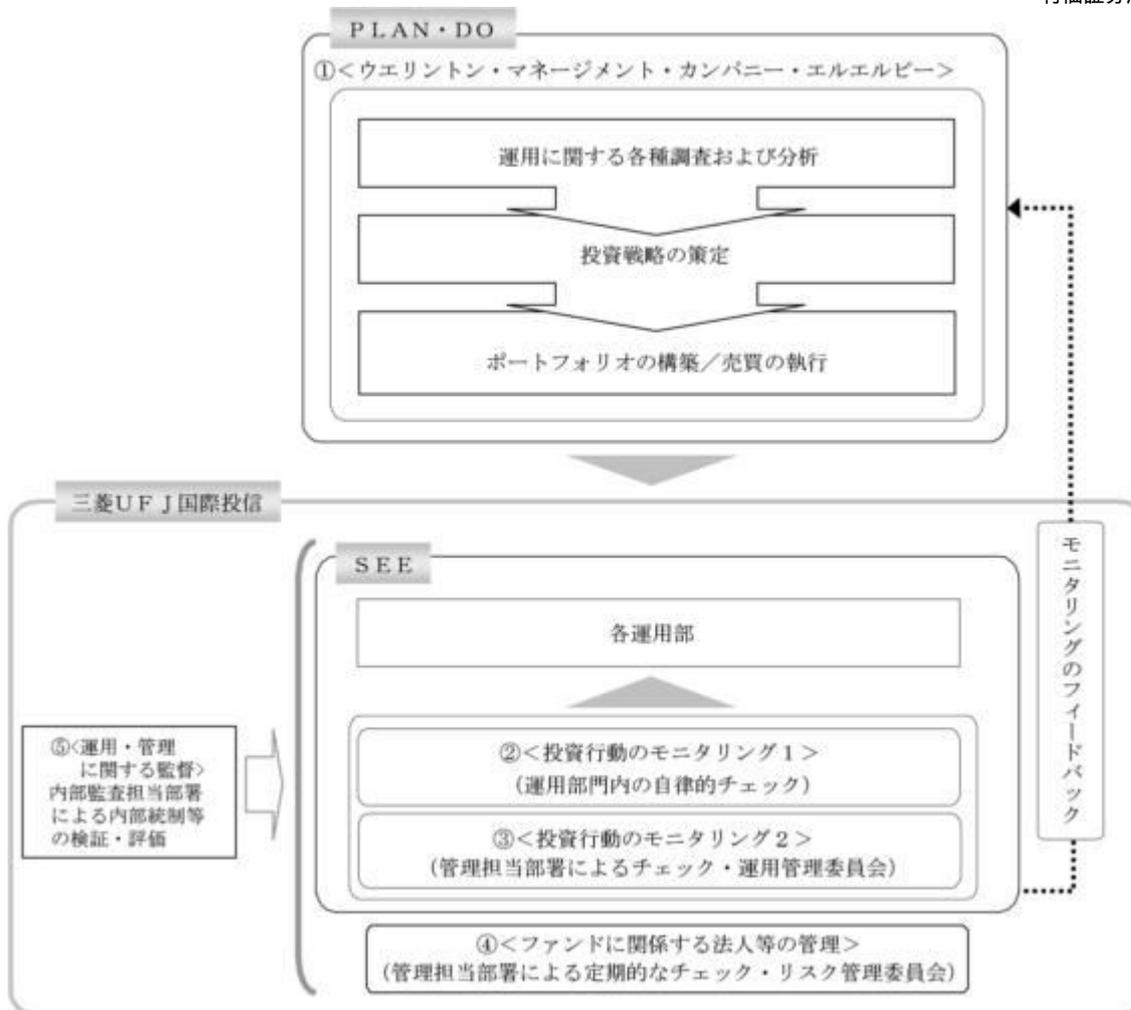 PLAN・DO
①<ウエリントン・マネージメント・カンパニー・エルエルピー>
運用に関する各種調査および分析
投資戦略の策定
ポートフォリオの構築/売買の執行
三菱UFJ国際投信
SEE
各運用部
②<投資行動のモニタリング1>
(運用部門内の自律的チェック)
③<投資行動のモニタリング2>
(管理担当部署によるチェック・運用管理委員会)
④<ファンドに関係する法人等の管理>
(管理担当部署による定期的なチェック・リスク管理委員会)
⑤<運用・管理
に関する監督>
内部監査担当部署
による内部統制等
の検証・評価
モニタリングのフィードバック